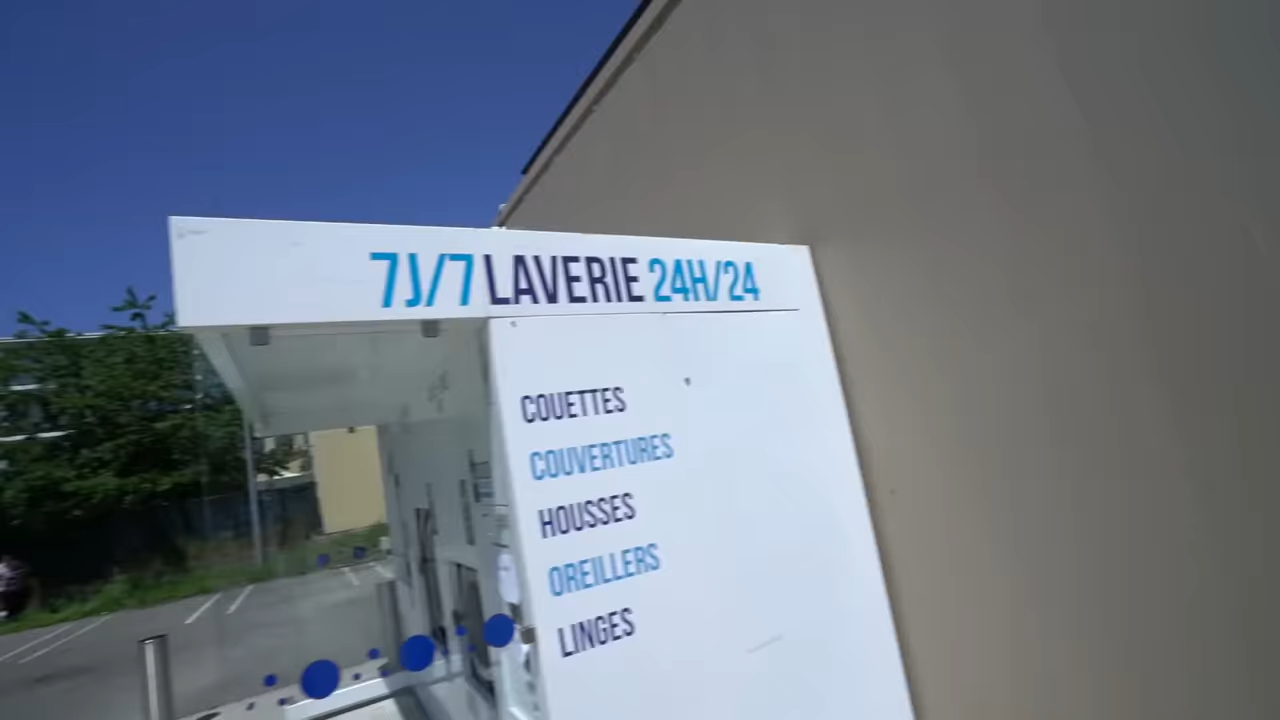 7J/7 LAVERIE 24H/24
COUETTES
COUVERTURES
HOUSSES
OREILLERS
LINGES